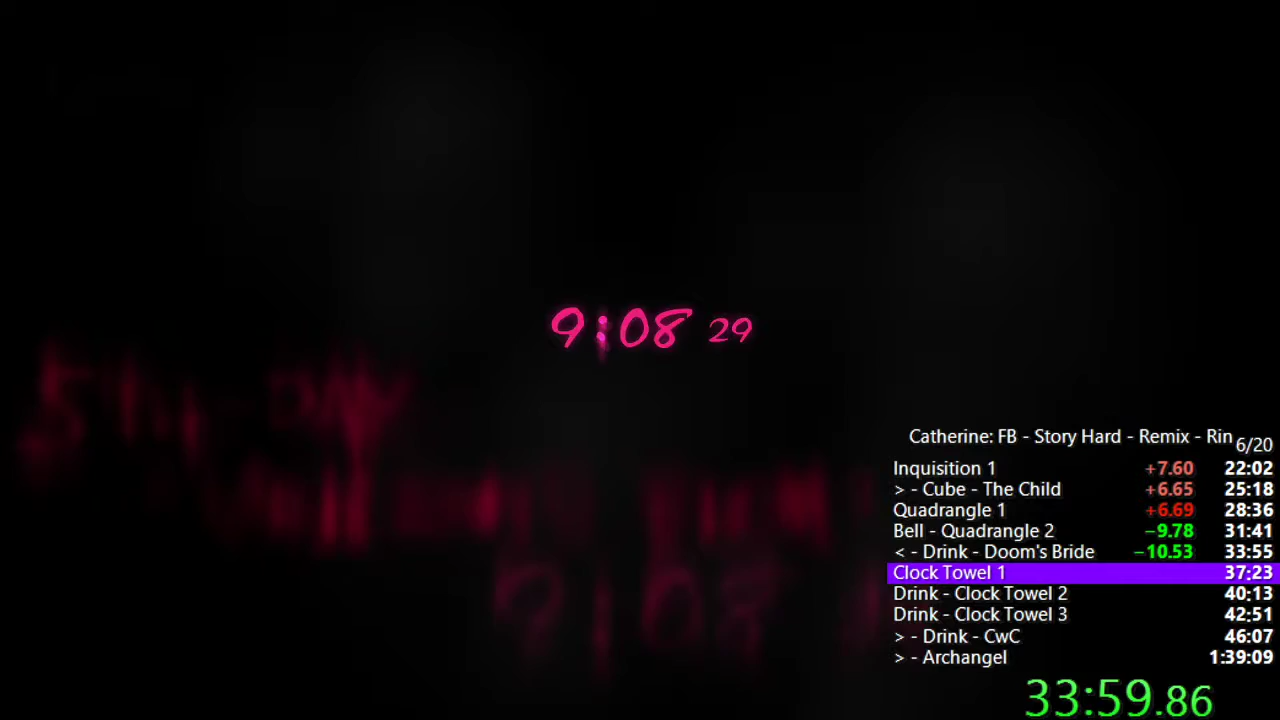 9:08 29
9:08
Catherine: FB - Story Hard - Remix - Rin 6/20
Inquisition 1 +7.60 22:02
> - Cube - The Child +6.65 25:18
Quadrangle 1 +6.69 28:36
Bell - Quadrangle 2 −9.78 31:41
< - Drink - Doom's Bride −10.53 33:55
Clock Towel 1 37:23
Drink - Clock Towel 2 40:13
Drink - Clock Towel 3 42:51
> - Drink - CwC 46:07
> - Archangel 1:39:09
33:59.86